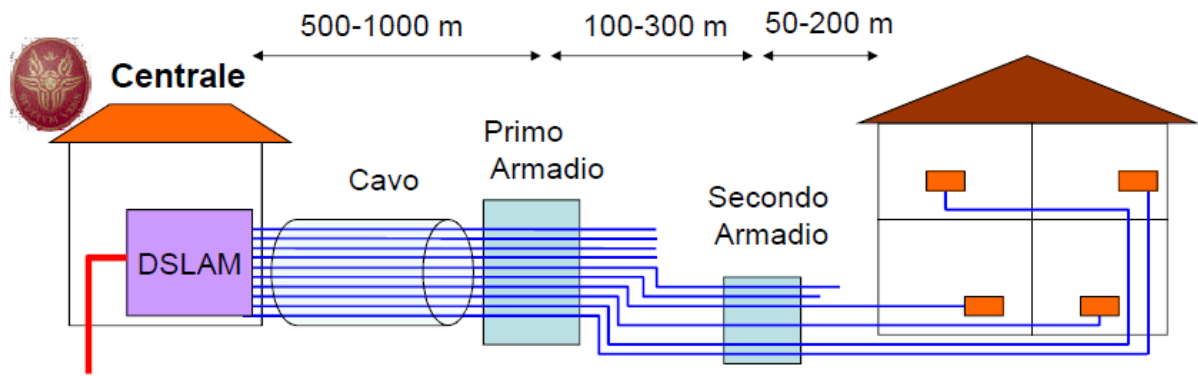 500-1000 m
100-300 m
50-200 m
Centrale
Primo
Armadio
Cavo
Secondo
Armadio
DSLAM